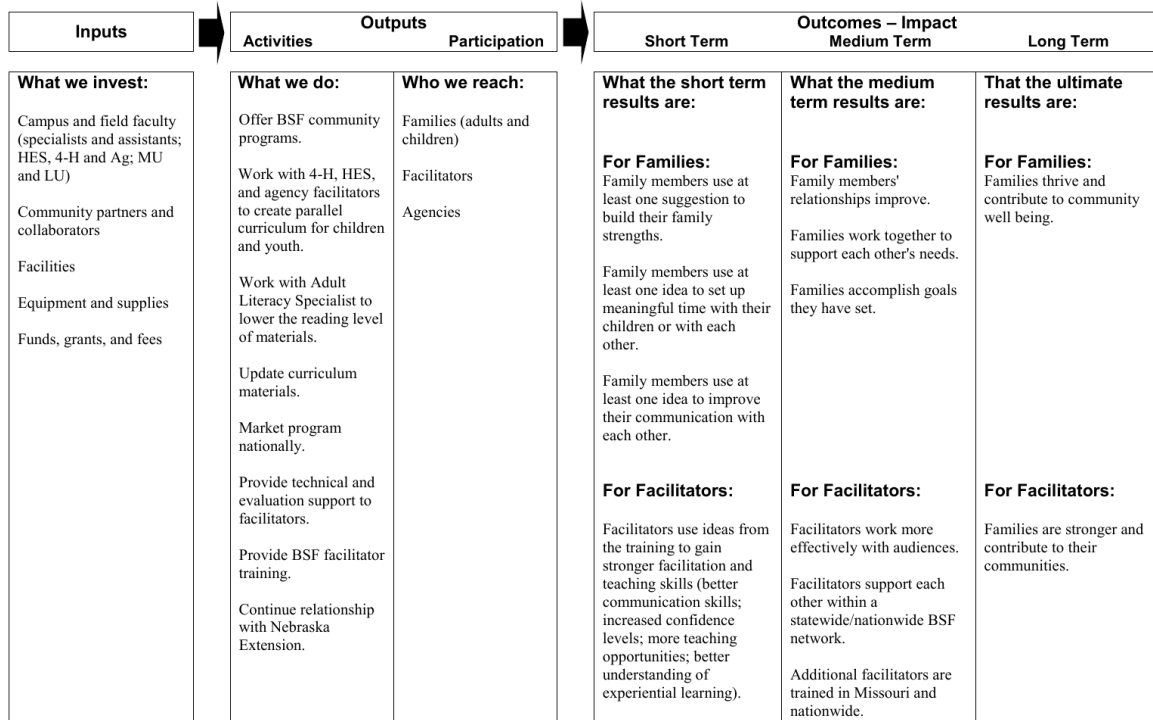 Inputs
Outputs
Activities
Participation
Outcomes – Impact
Short Term
Medium Term
Long Term
What we invest:
Campus and field faculty
(specialists and assistants;
HES, 4-H and Ag; MU
and LU)
Community partners and
collaborators
Facilities
Equipment and supplies
Funds, grants, and fees
What we do:
Offer BSF community
programs.
Work with 4-H, HES,
and agency facilitators
to create parallel
curriculum for children
and youth.
Work with Adult
Literacy Specialist to
lower the reading level
of materials.
Update curriculum
materials.
Market program
nationally.
Provide technical and
evaluation support to
facilitators.
Provide BSF facilitator
training.
Continue relationship
with Nebraska
Extension.
Who we reach:
Families (adults and
children)
Facilitators
Agencies
What the short term
results are:
For Families:
Family members use at
least one suggestion to
build their family
strengths.
Family members use at
least one idea to set up
meaningful time with their
children or with each
other.
Family members use at
least one idea to improve
their communication with
each other.
For Facilitators:
Facilitators use ideas from
the training to gain
stronger facilitation and
teaching skills (better
communication skills;
increased confidence
levels; more teaching
opportunities; better
understanding of
experiential learning).
What the medium
term results are:
For Families:
Family members'
relationships improve.
Families work together to
support each other's needs.
Families accomplish goals
they have set.
For Facilitators:
Facilitators work more
effectively with audiences.
Facilitators support each
other within a
statewide/nationwide BSF
network.
Additional facilitators are
trained in Missouri and
nationwide.
That the ultimate
results are:
For Families:
Families thrive and
contribute to community
well being.
For Facilitators:
Families are stronger and
contribute to their
communities.